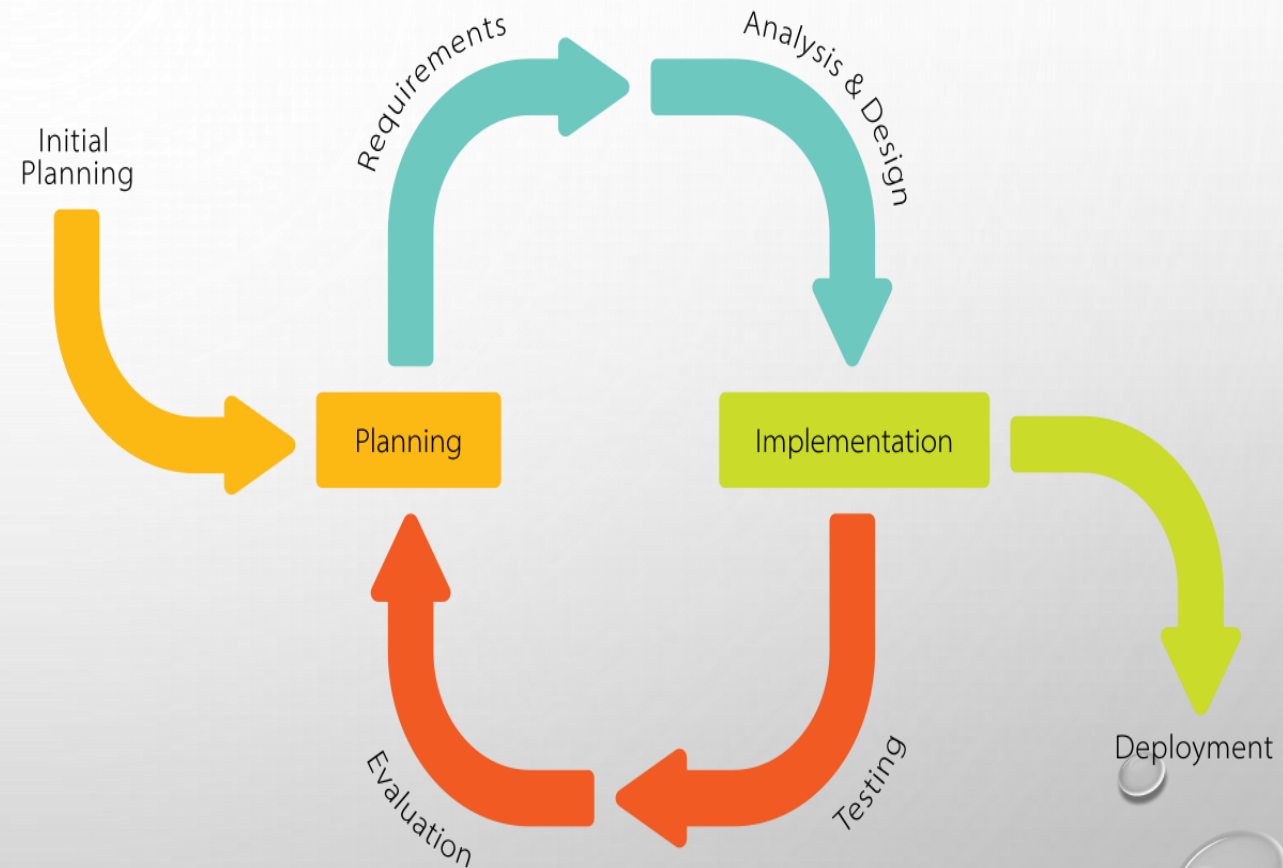 Initial
Planning
Requirements
Analysis & Design
Planning
Implementation
Evaluation
Testing
Deployment